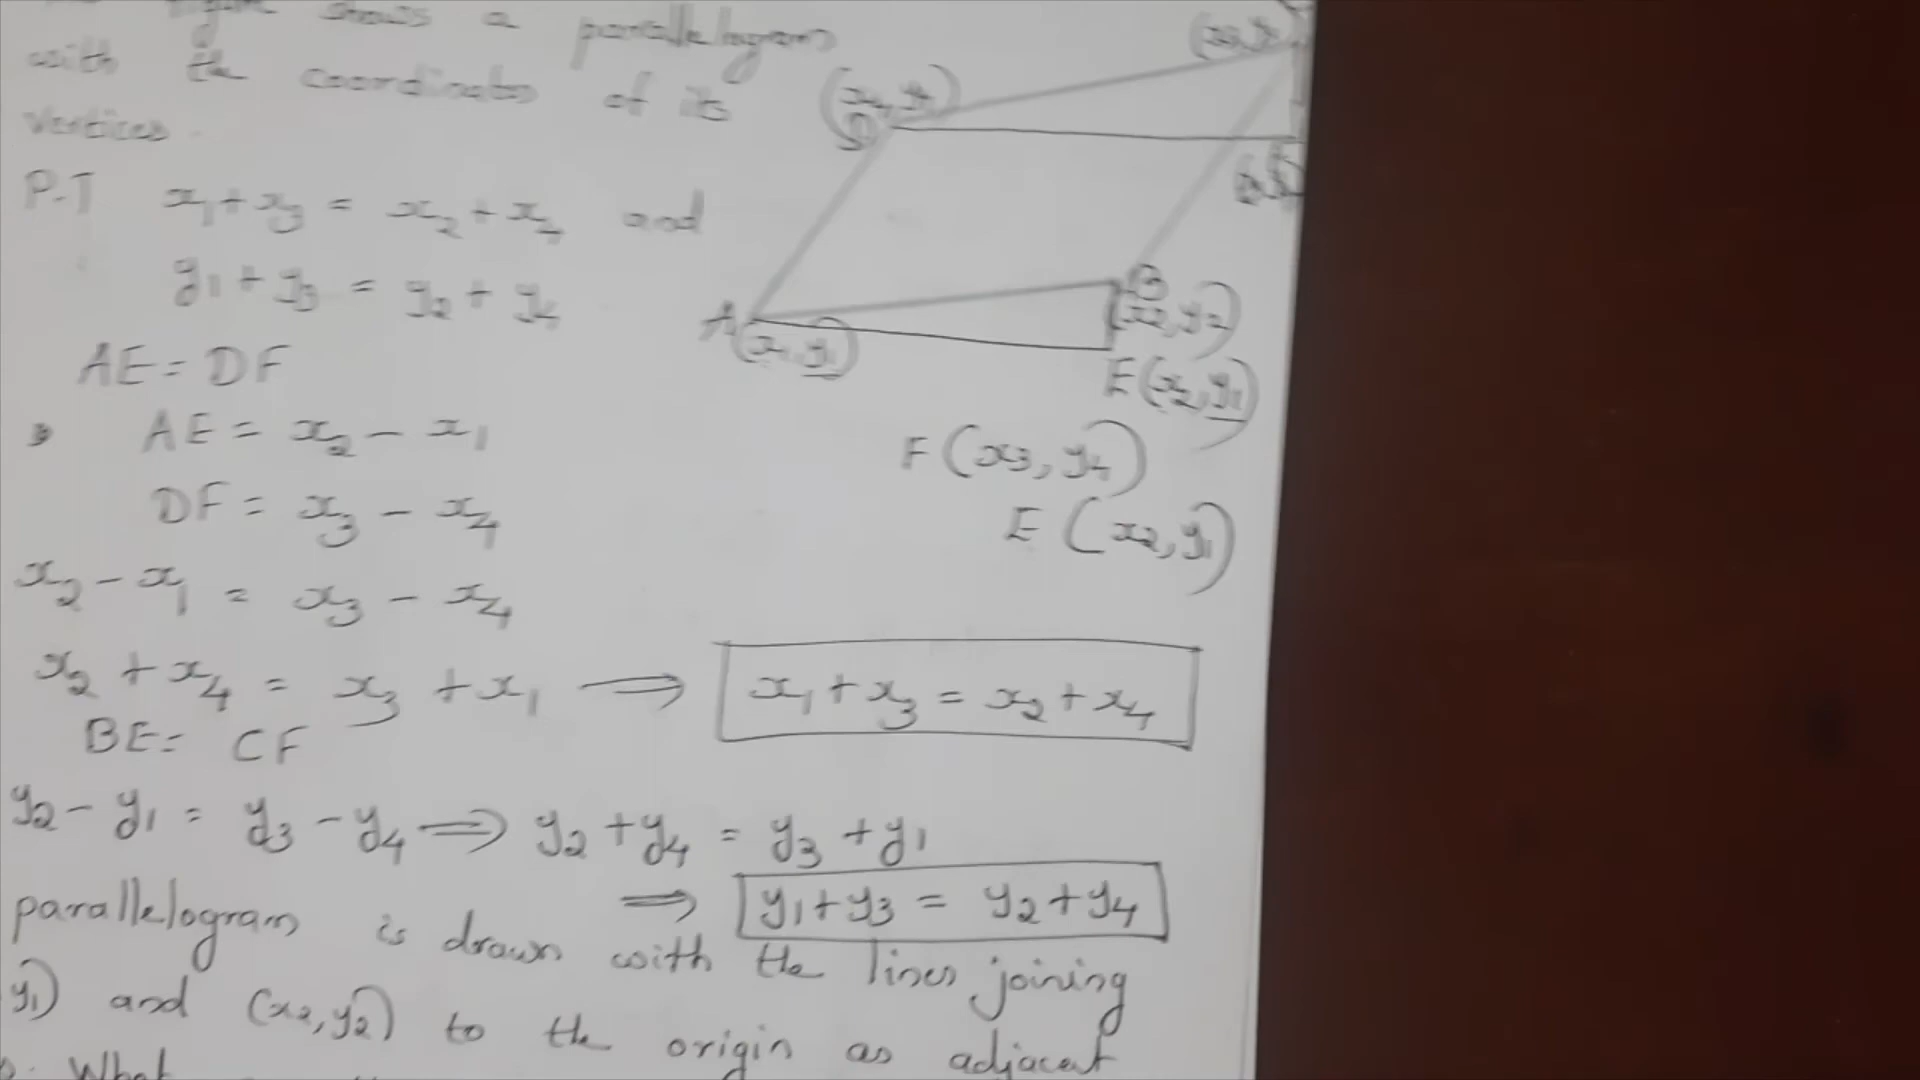 figure shows a parallelogram
with the coordinates of its
vertices.
P.T x₁ + x₃ = x₂ + x₄ and
y₁ + y₃ = y₂ + y₄
AE = DF
AE = x₂ - x₁
DF = x₃ - x₄
x₂ - x₁ = x₃ - x₄
x₂ + x₄ = x₃ + x₁ ⟹ x₁ + x₃ = x₂ + x₄
BE = CF
y₂ - y₁ = y₃ - y₄ ⟹ y₂ + y₄ = y₃ + y₁
⟹ y₁ + y₃ = y₂ + y₄
parallelogram is drawn with the lines joining
y₁) and (x₂, y₂) to the origin as adjacent
What
(x₄, y₄)
D
A (x₁, y₁)
B
(x₂, y₂)
E (x₂, y₁)
F (x₃, y₄)
E (x₂, y₁)